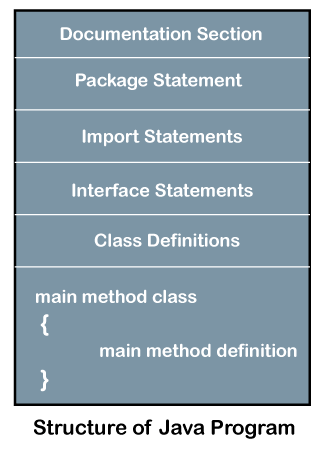 Documentation Section
Package Statement
Import Statements
Interface Statements
Class Definitions
main method class
{
main method definition
}
Structure of Java Program